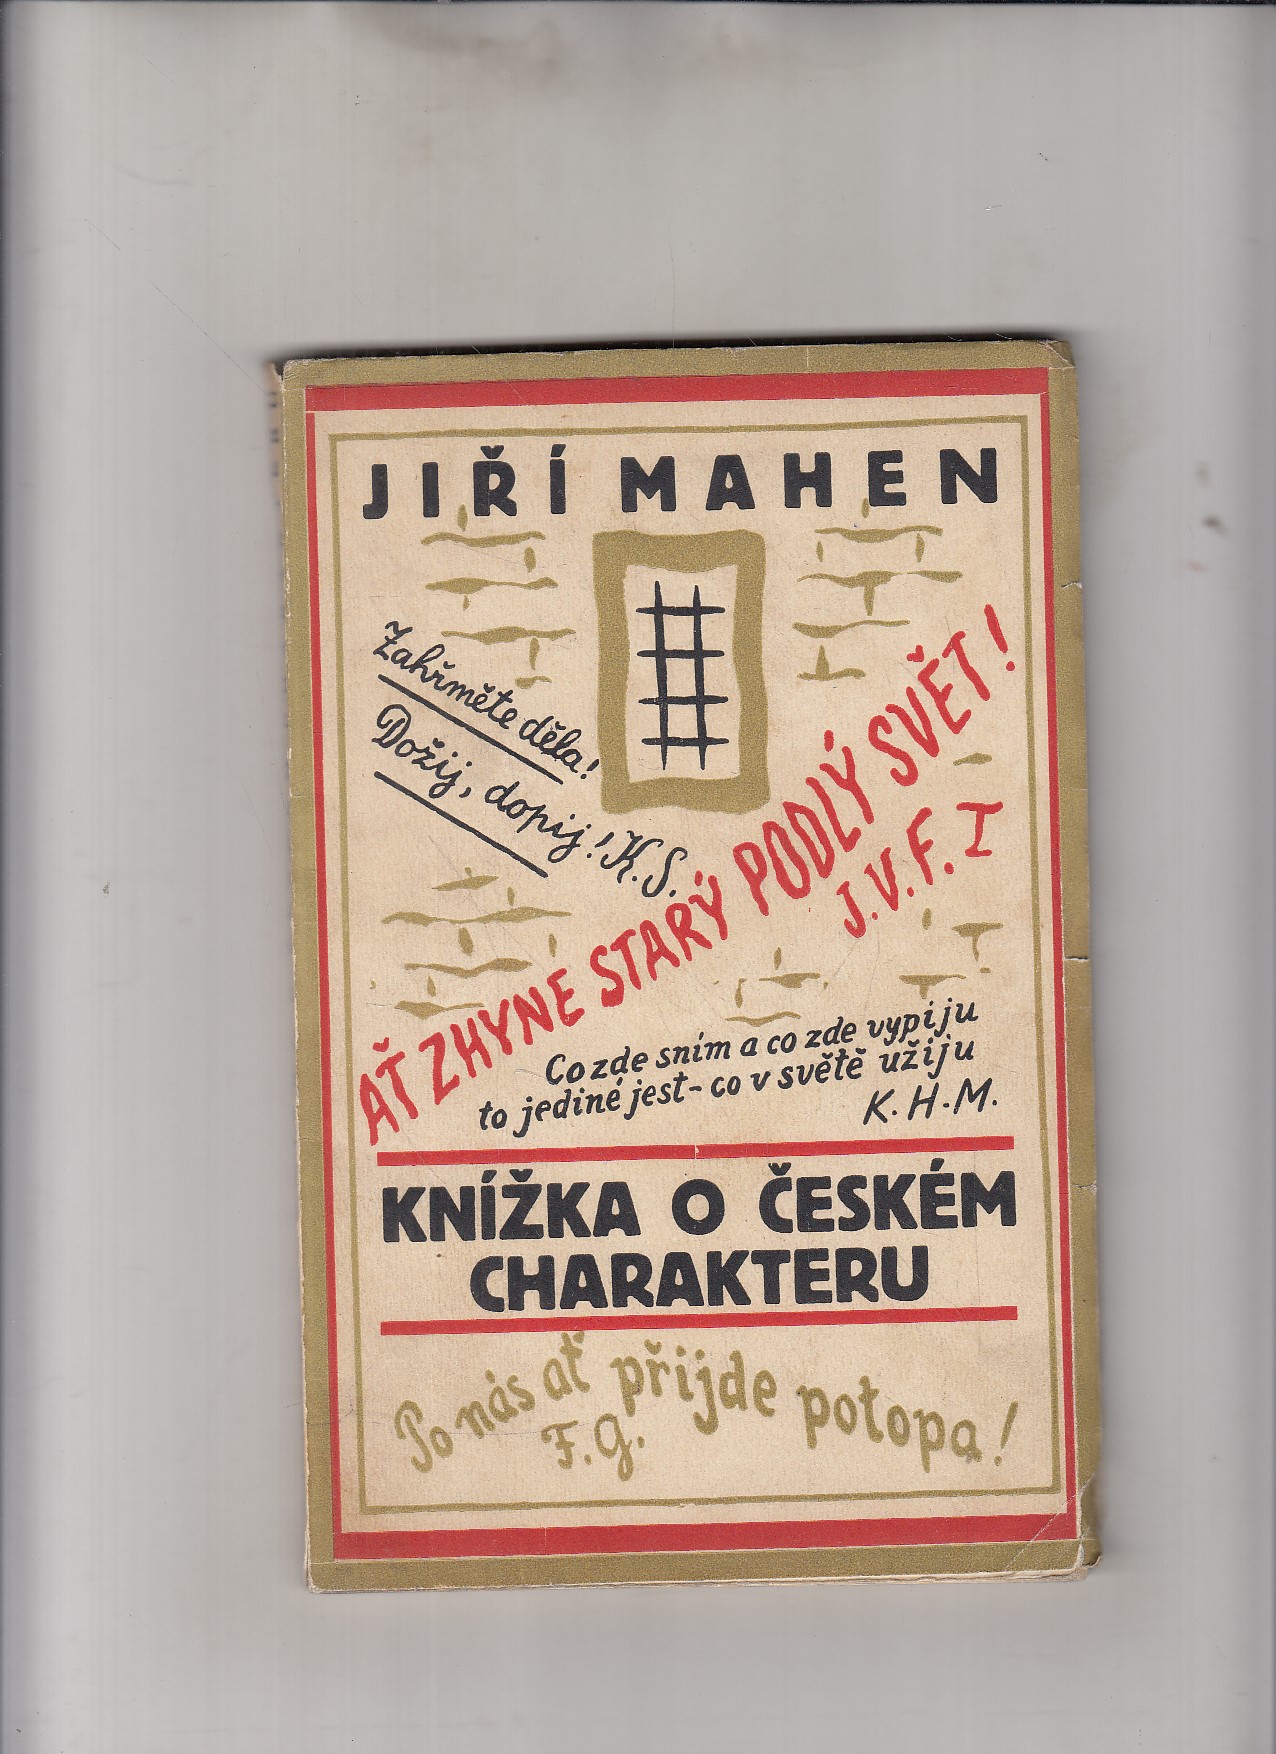 JIŘÍ MAHEN
Zahřměte děla!
Dožij, dopij! K. S.
AŤ ZHYNE STARÝ PODLÝ SVĚT!
J. V. F. I
Co zde sním a co zde vypiju
to jediné jest - co v světě užiju
K. H. M.
KNÍŽKA O ČESKÉM
CHARAKTERU
Po nás ať přijde potopa!
F. G.